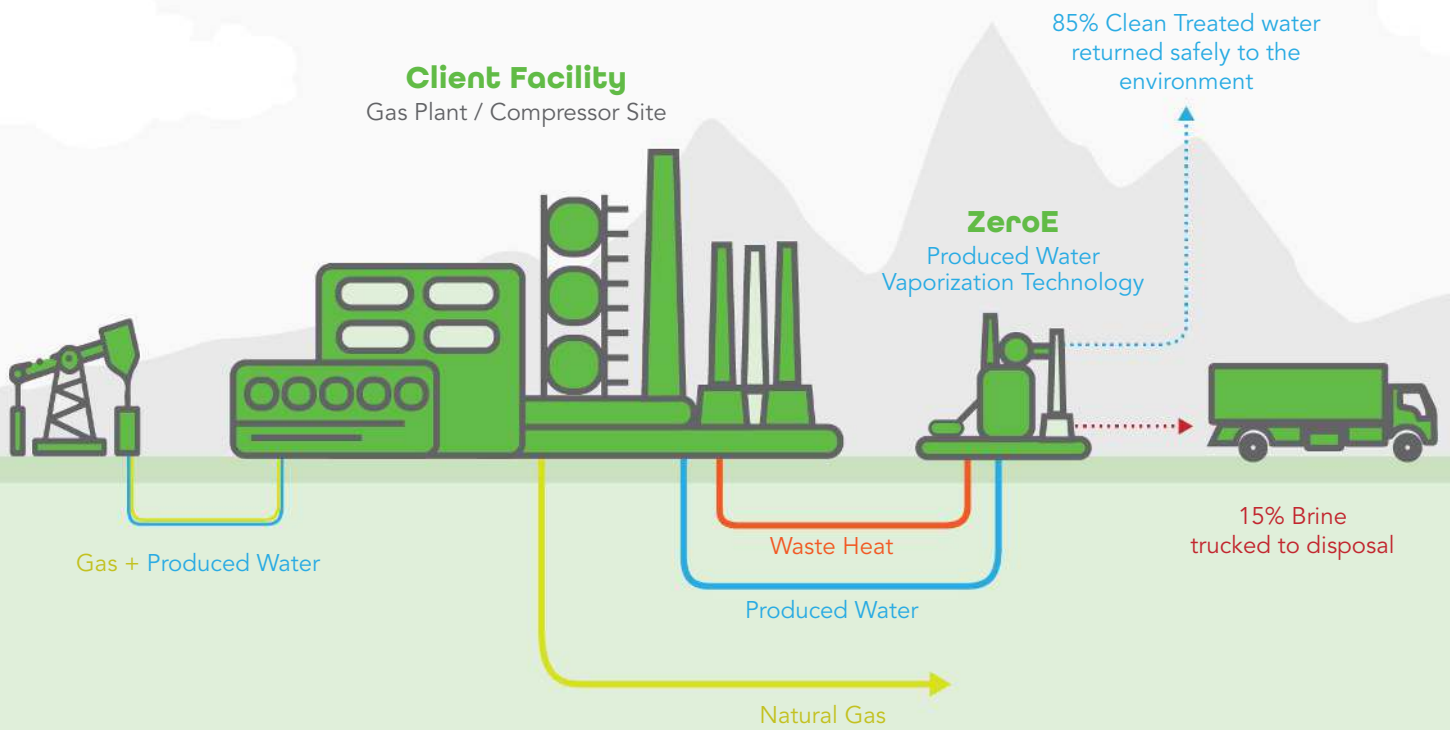 85% Clean Treated water
returned safely to the
environment
Client Facility
Gas Plant / Compressor Site
ZeroE
Produced Water
Vaporization Technology
Gas + Produced Water
Waste Heat
Produced Water
Natural Gas
15% Brine
trucked to disposal